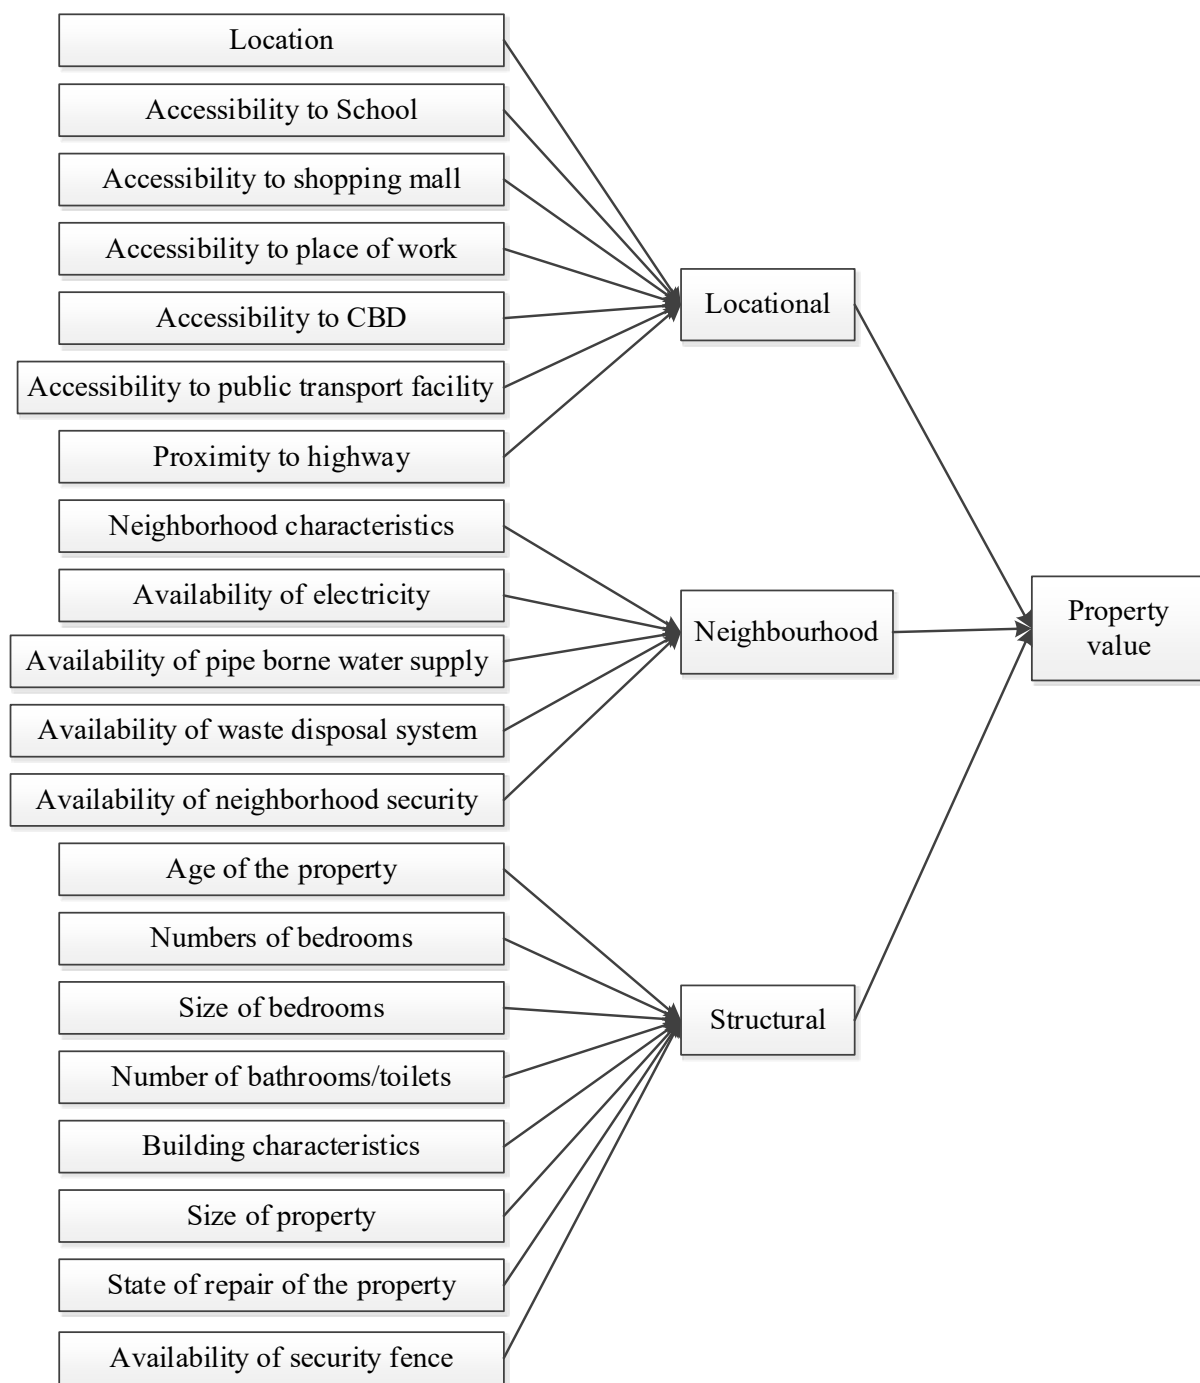 Location
Accessibility to School
Accessibility to shopping mall
Accessibility to place of work
Accessibility to CBD
Accessibility to public transport facility
Proximity to highway
Neighborhood characteristics
Availability of electricity
Availability of pipe borne water supply
Availability of waste disposal system
Availability of neighborhood security
Age of the property
Numbers of bedrooms
Size of bedrooms
Number of bathrooms/toilets
Building characteristics
Size of property
State of repair of the property
Availability of security fence
Locational
Neighbourhood
Structural
Property
value